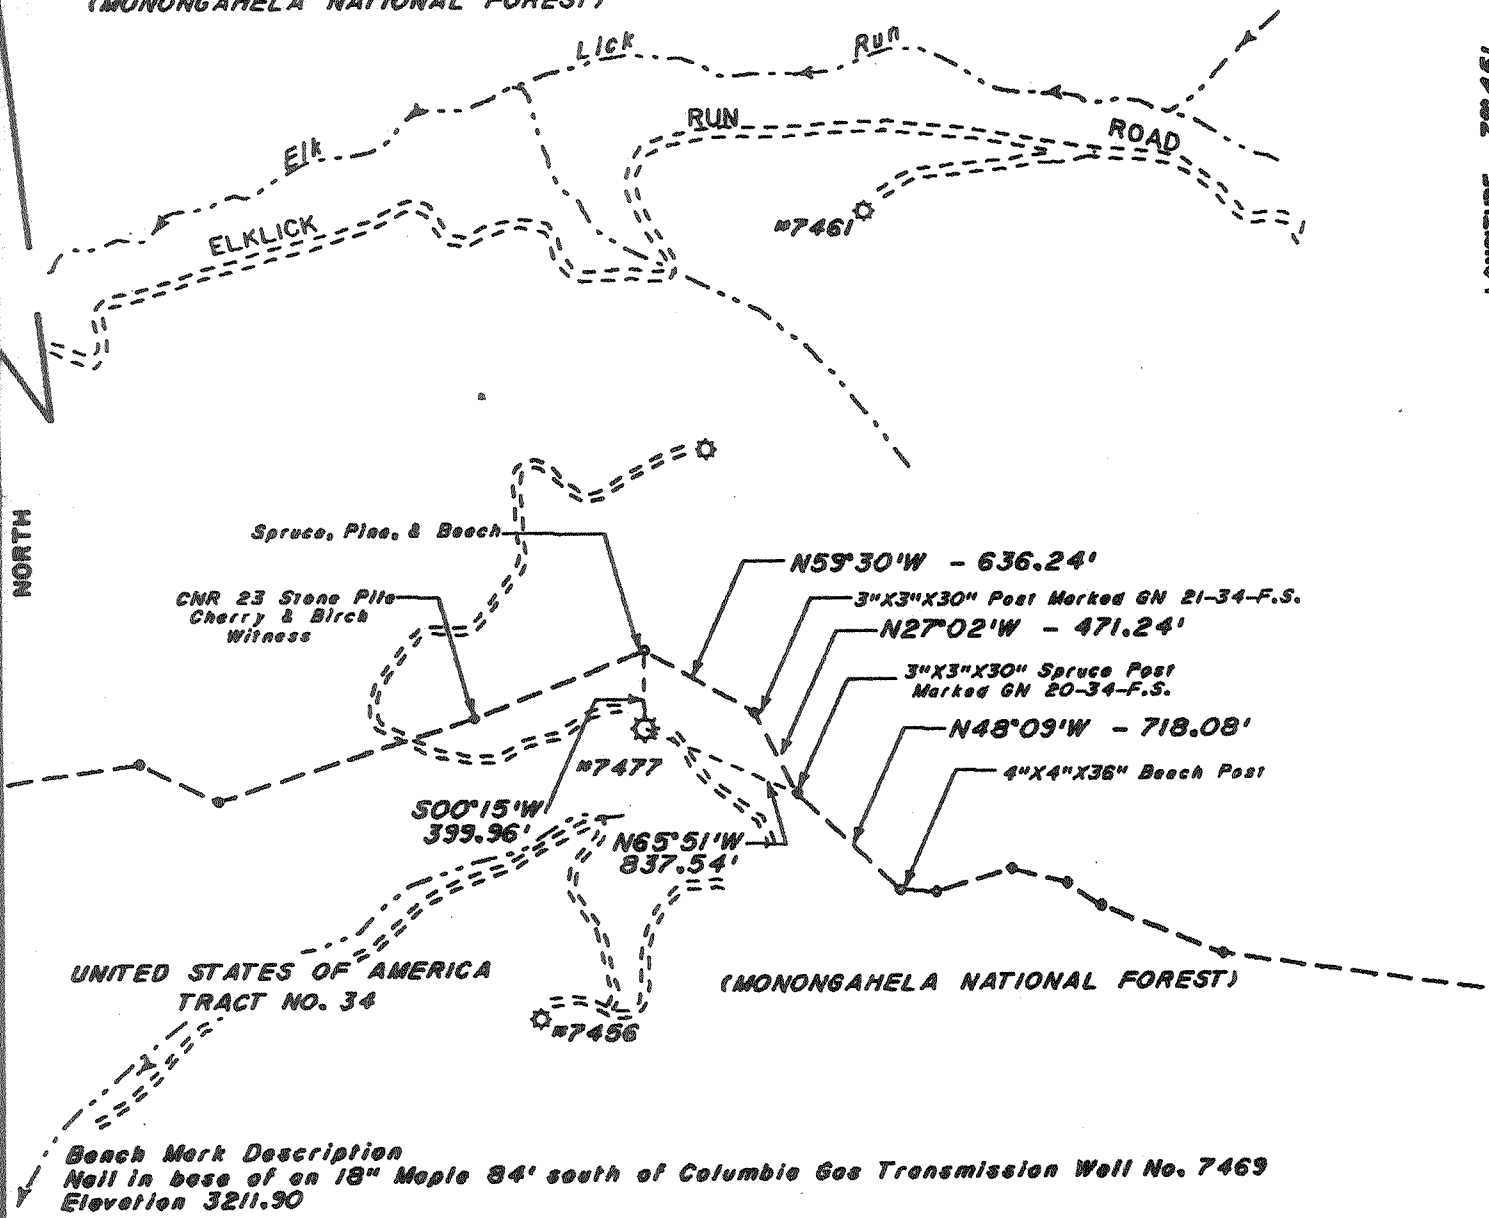 (MONONGAHELA NATIONAL FOREST)
Elk Lick Run
ELKLICK RUN ROAD
#7461
NORTH
Spruce, Pine, & Beech
CNR 23 Stone Pile
Cherry & Birch
Witness
N59°30'W - 636.24'
3"X3"X30" Post Marked GN 21-34-F.S.
N27°02'W - 471.24'
3"X3"X30" Spruce Post
Marked GN 20-34-F.S.
N48°09'W - 718.08'
4"X4"X36" Beech Post
#7477
S00°15'W
399.96'
N65°51'W
837.54'
UNITED STATES OF AMERICA
TRACT NO. 34
(MONONGAHELA NATIONAL FOREST)
#7456
Bench Mark Description
Nail in base of an 18" Maple 84' south of Columbia Gas Transmission Well No. 7469
Elevation 3211.90